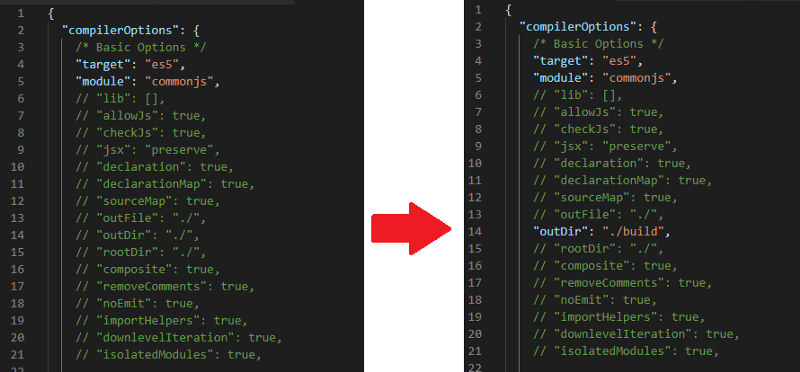 1 {
2 "compilerOptions": {
3 /* Basic Options */
4 "target": "es5",
5 "module": "commonjs",
6 // "lib": [],
7 // "allowJs": true,
8 // "checkJs": true,
9 // "jsx": "preserve",
10 // "declaration": true,
11 // "declarationMap": true,
12 // "sourceMap": true,
13 // "outFile": "./",
14 // "outDir": "./",
15 // "rootDir": "./",
16 // "composite": true,
17 // "removeComments": true,
18 // "noEmit": true,
19 // "importHelpers": true,
20 // "downlevelIteration": true,
21 // "isolatedModules": true,
22
1 {
2 "compilerOptions": {
3 /* Basic Options */
4 "target": "es5",
5 "module": "commonjs",
6 // "lib": [],
7 // "allowJs": true,
8 // "checkJs": true,
9 // "jsx": "preserve",
10 // "declaration": true,
11 // "declarationMap": true,
12 // "sourceMap": true,
13 // "outFile": "./",
14 "outDir": "./build",
15 // "rootDir": "./",
16 // "composite": true,
17 // "removeComments": true,
18 // "noEmit": true,
19 // "importHelpers": true,
20 // "downlevelIteration": true,
21 // "isolatedModules": true,
22